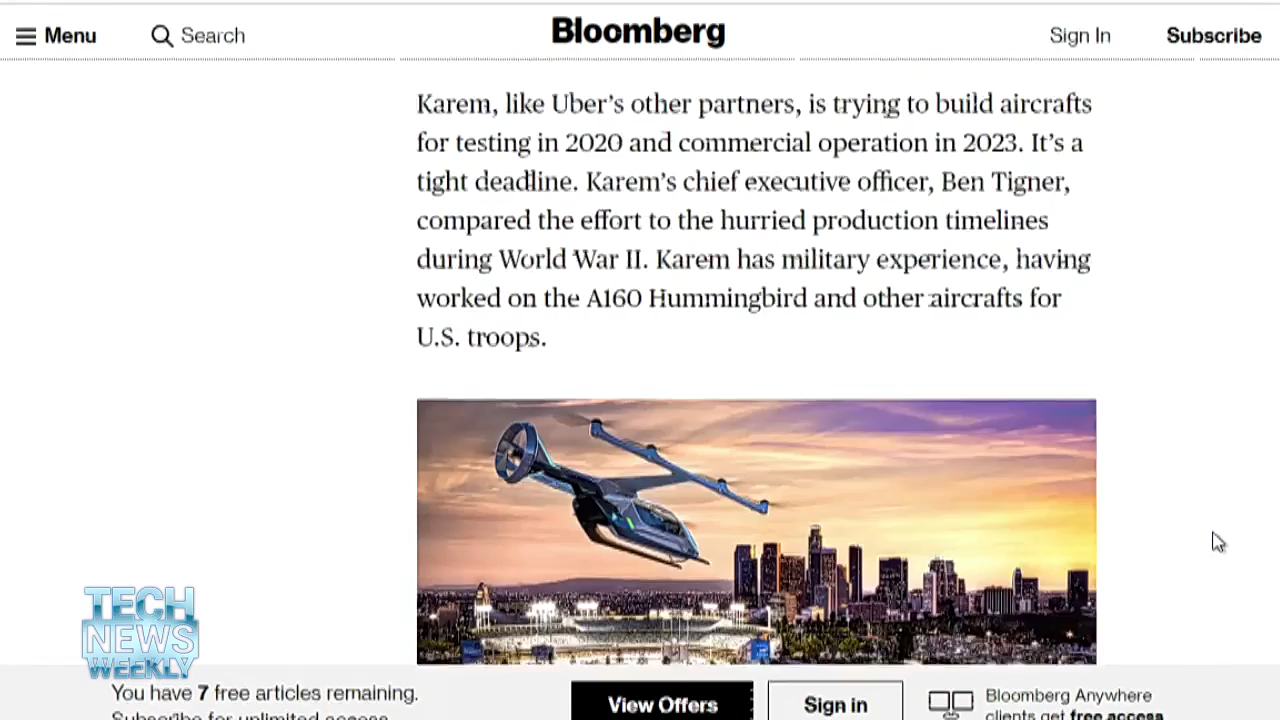 Menu
Search
Bloomberg
Sign In
Subscribe
Karem, like Uber's other partners, is trying to build aircrafts
for testing in 2020 and commercial operation in 2023. It's a
tight deadline. Karem's chief executive officer, Ben Tigner,
compared the effort to the hurried production timelines
during World War II. Karem has military experience, having
worked on the A160 Hummingbird and other aircrafts for
U.S. troops.
TECH
NEWS
WEEKLY
You have 7 free articles remaining.
Subscribe for unlimited access.
View Offers
Sign in
Bloomberg Anywhere
clients get free access